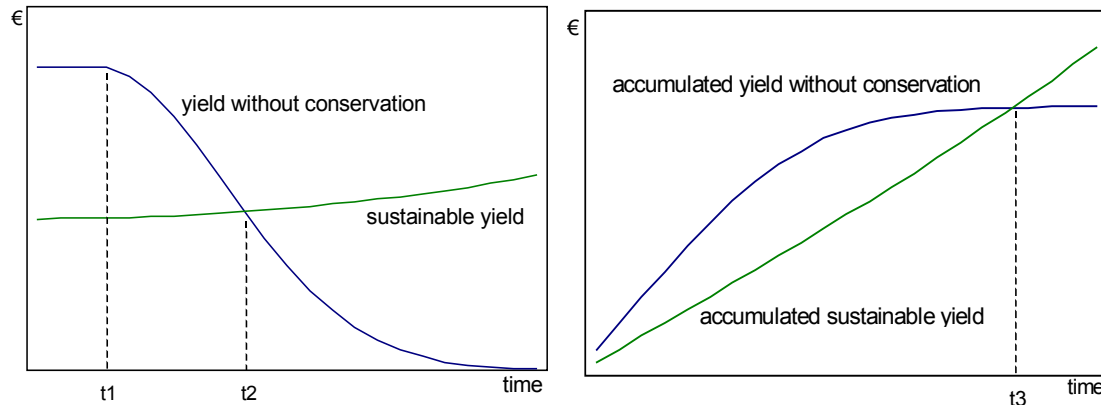 €
yield without conservation
sustainable yield
t1
t2
time
€
accumulated yield without conservation
accumulated sustainable yield
t3
time